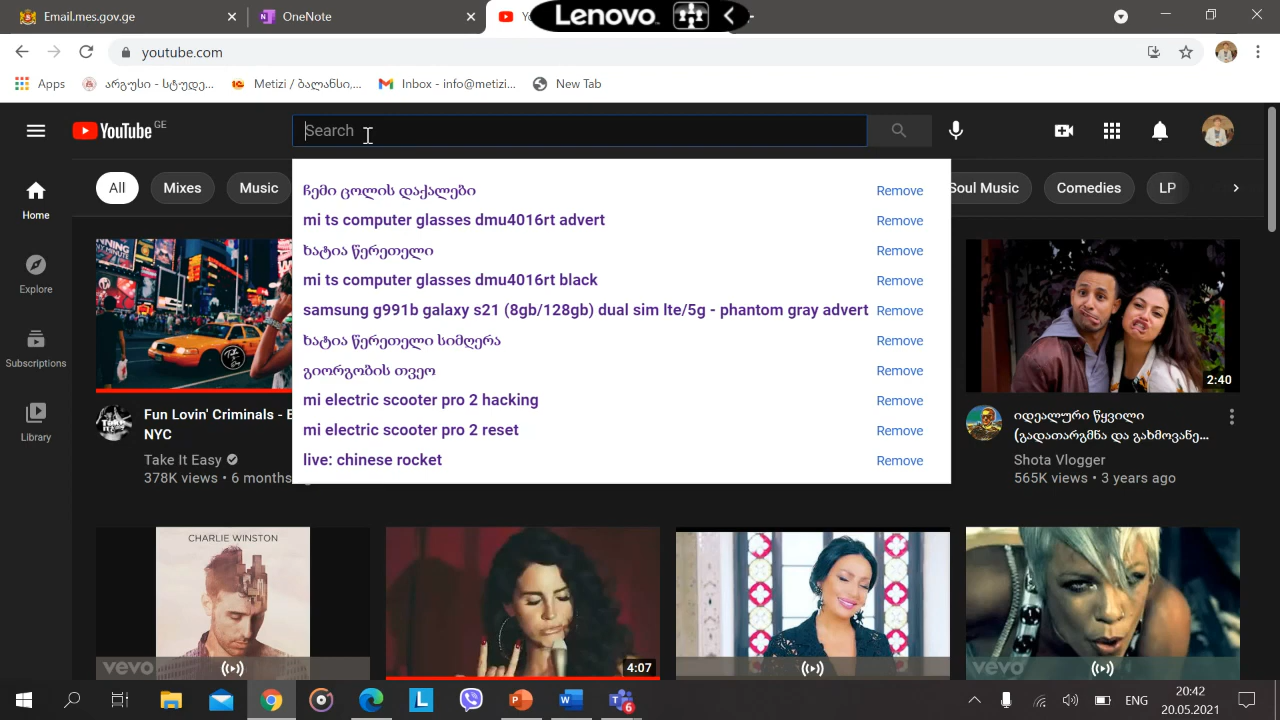 Email.mes.gov.ge
OneNote
Lenovo
youtube.com
Apps
არგუსი - სტუდე...
Metizi / ბალანსი,...
Inbox - info@metizi...
New Tab
YouTube GE
Search
All
Mixes
Music
Soul Music
Comedies
LP
Home
Explore
Subscriptions
Library
ჩემი ცოლის დაქალები Remove
mi ts computer glasses dmu4016rt advert Remove
ხატია წერეთელი Remove
mi ts computer glasses dmu4016rt black Remove
samsung g991b galaxy s21 (8gb/128gb) dual sim lte/5g - phantom gray advert Remove
ხატია წერეთელი სიმღერა Remove
გიორგობის თვეო Remove
mi electric scooter pro 2 hacking Remove
mi electric scooter pro 2 reset Remove
live: chinese rocket Remove
Fun Lovin' Criminals - B
NYC
Take It Easy
378K views • 6 months
2:40
იდეალური წყვილი
(გადათარგმნა და გახმოვანე...
Shota Vlogger
565K views • 3 years ago
CHARLIE WINSTON
vevo
4:07
vevo
6
ENG
20:42
20.05.2021